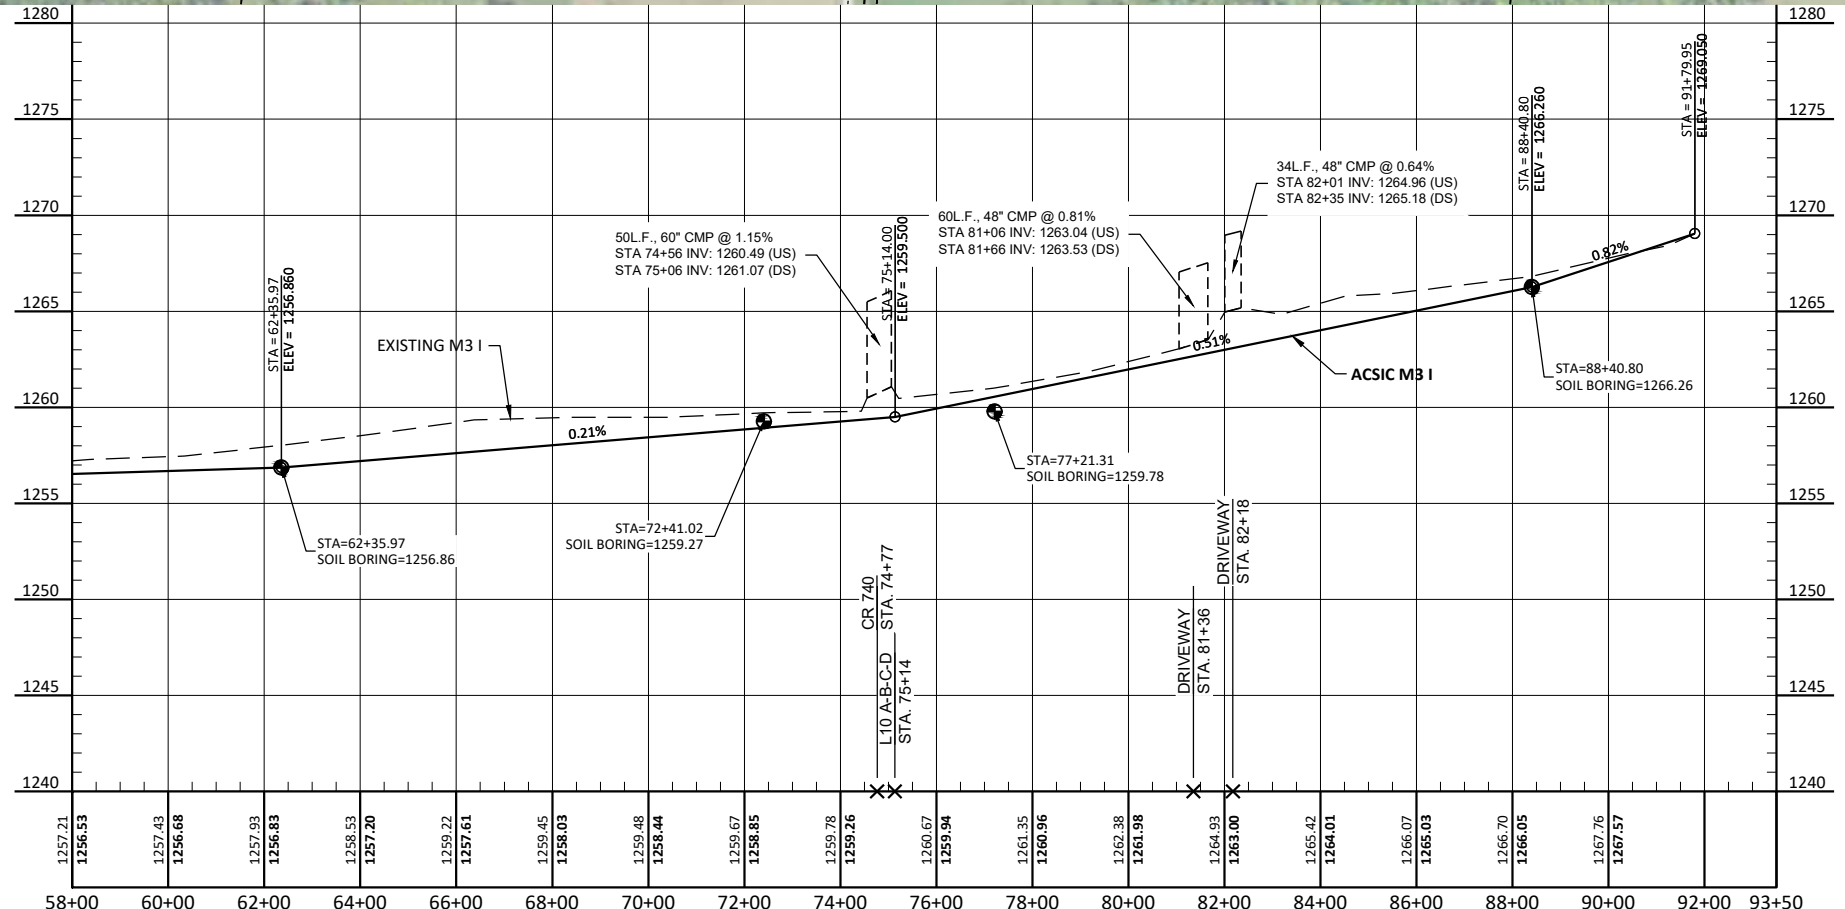 1280
1275
1270
1265
1260
1255
1250
1245
1240
1280
1275
1270
1265
1260
1255
1250
1245
1240
STA = 62+35.97
ELEV = 1256.860
EXISTING M3 I
0.21%
50L.F., 60" CMP @ 1.15%
STA 74+56 INV: 1260.49 (US)
STA 75+06 INV: 1261.07 (DS)
STA = 75+14.00
ELEV = 1259.500
60L.F., 48" CMP @ 0.81%
STA 81+06 INV: 1263.04 (US)
STA 81+66 INV: 1263.53 (DS)
34L.F., 48" CMP @ 0.64%
STA 82+01 INV: 1264.96 (US)
STA 82+35 INV: 1265.18 (DS)
0.51%
ACSIC M3 I
STA = 88+40.80
ELEV = 1266.260
0.82%
STA = 91+79.95
ELEV = 1269.050
STA=62+35.97
SOIL BORING=1256.86
STA=72+41.02
SOIL BORING=1259.27
STA=77+21.31
SOIL BORING=1259.78
STA=88+40.80
SOIL BORING=1266.26
CR 740
STA. 74+77
L10 A-B-C-D
STA. 75+14
DRIVEWAY
STA. 81+36
DRIVEWAY
STA. 82+18
1257.21
1256.53
1257.43
1256.68
1257.93
1256.83
1258.53
1257.20
1259.22
1257.61
1259.45
1258.03
1259.48
1258.44
1259.67
1258.85
1259.78
1259.26
1260.67
1259.94
1261.35
1260.96
1262.38
1261.98
1264.93
1263.00
1265.42
1264.01
1266.07
1265.03
1266.70
1266.05
1267.76
1267.57
58+00 60+00 62+00 64+00 66+00 68+00 70+00 72+00 74+00 76+00 78+00 80+00 82+00 84+00 86+00 88+00 90+00 92+00 93+50